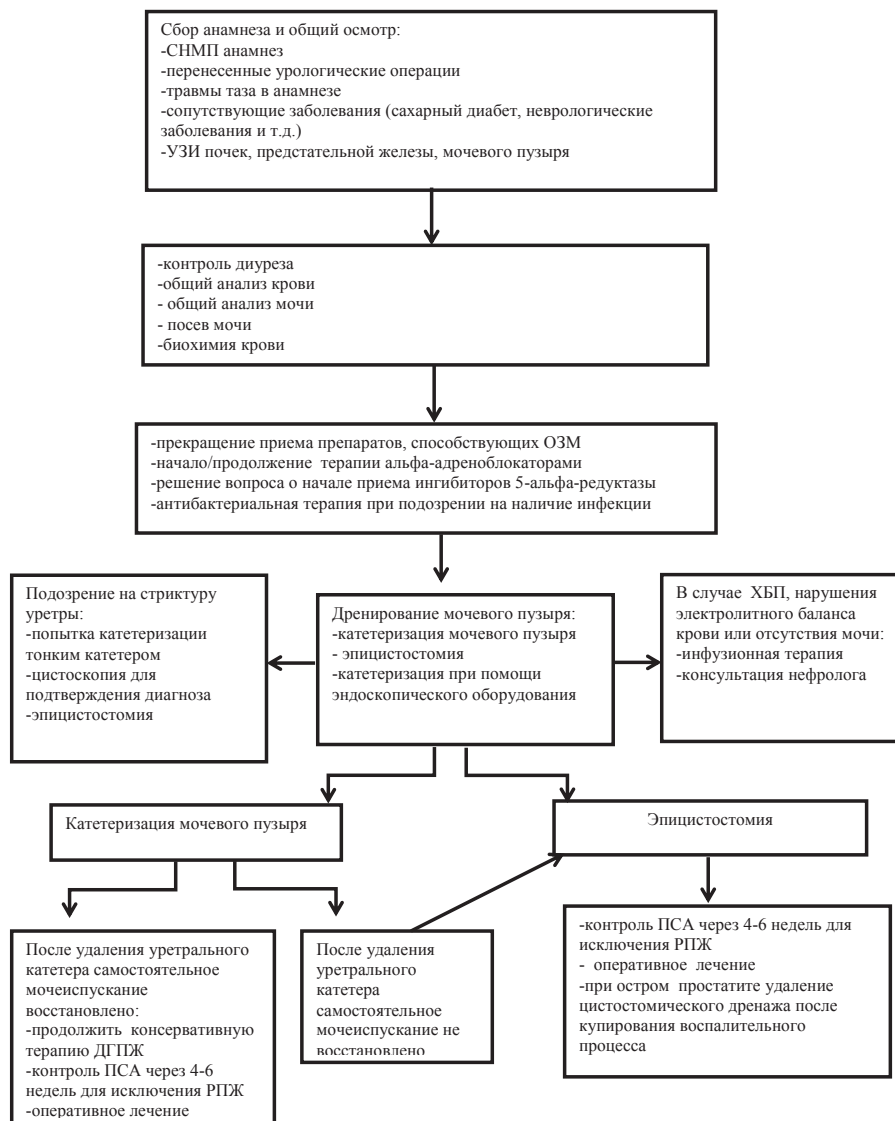 Сбор анамнеза и общий осмотр:
-СНМП анамнез
-перенесенные урологические операции
-травмы таза в анамнезе
-сопутствующие заболевания (сахарный диабет, неврологические
заболевания и т.д.)
-УЗИ почек, предстательной железы, мочевого пузыря
-контроль диуреза
-общий анализ крови
- общий анализ мочи
- посев мочи
-биохимия крови
-прекращение приема препаратов, способствующих ОЗМ
-начало/продолжение терапии альфа-адреноблокаторами
-решение вопроса о начале приема ингибиторов 5-альфа-редуктазы
-антибактериальная терапия при подозрении на наличие инфекции
Подозрение на стриктуру
уретры:
-попытка катетеризации
тонким катетером
-цистоскопия для
подтверждения диагноза
-эпицистостомия
Дренирование мочевого пузыря:
-катетеризация мочевого пузыря
- эпицистостомия
-катетеризация при помощи
эндоскопического оборудования
В случае ХБП, нарушения
электролитного баланса
крови или отсутствия мочи:
-инфузионная терапия
-консультация нефролога
Катетеризация мочевого пузыря
Эпицистостомия
После удаления уретрального
катетера самостоятельное
мочеиспускание
восстановлено:
-продолжить консервативную
терапию ДГПЖ
-контроль ПСА через 4-6
недель для исключения РПЖ
-оперативное лечение
После удаления
уретрального
катетера
самостоятельное
мочеиспускание не
восстановлено
-контроль ПСА через 4-6 недель для
исключения РПЖ
- оперативное лечение
-при остром простатите удаление
цистостомического дренажа после
купирования воспалительного
процесса